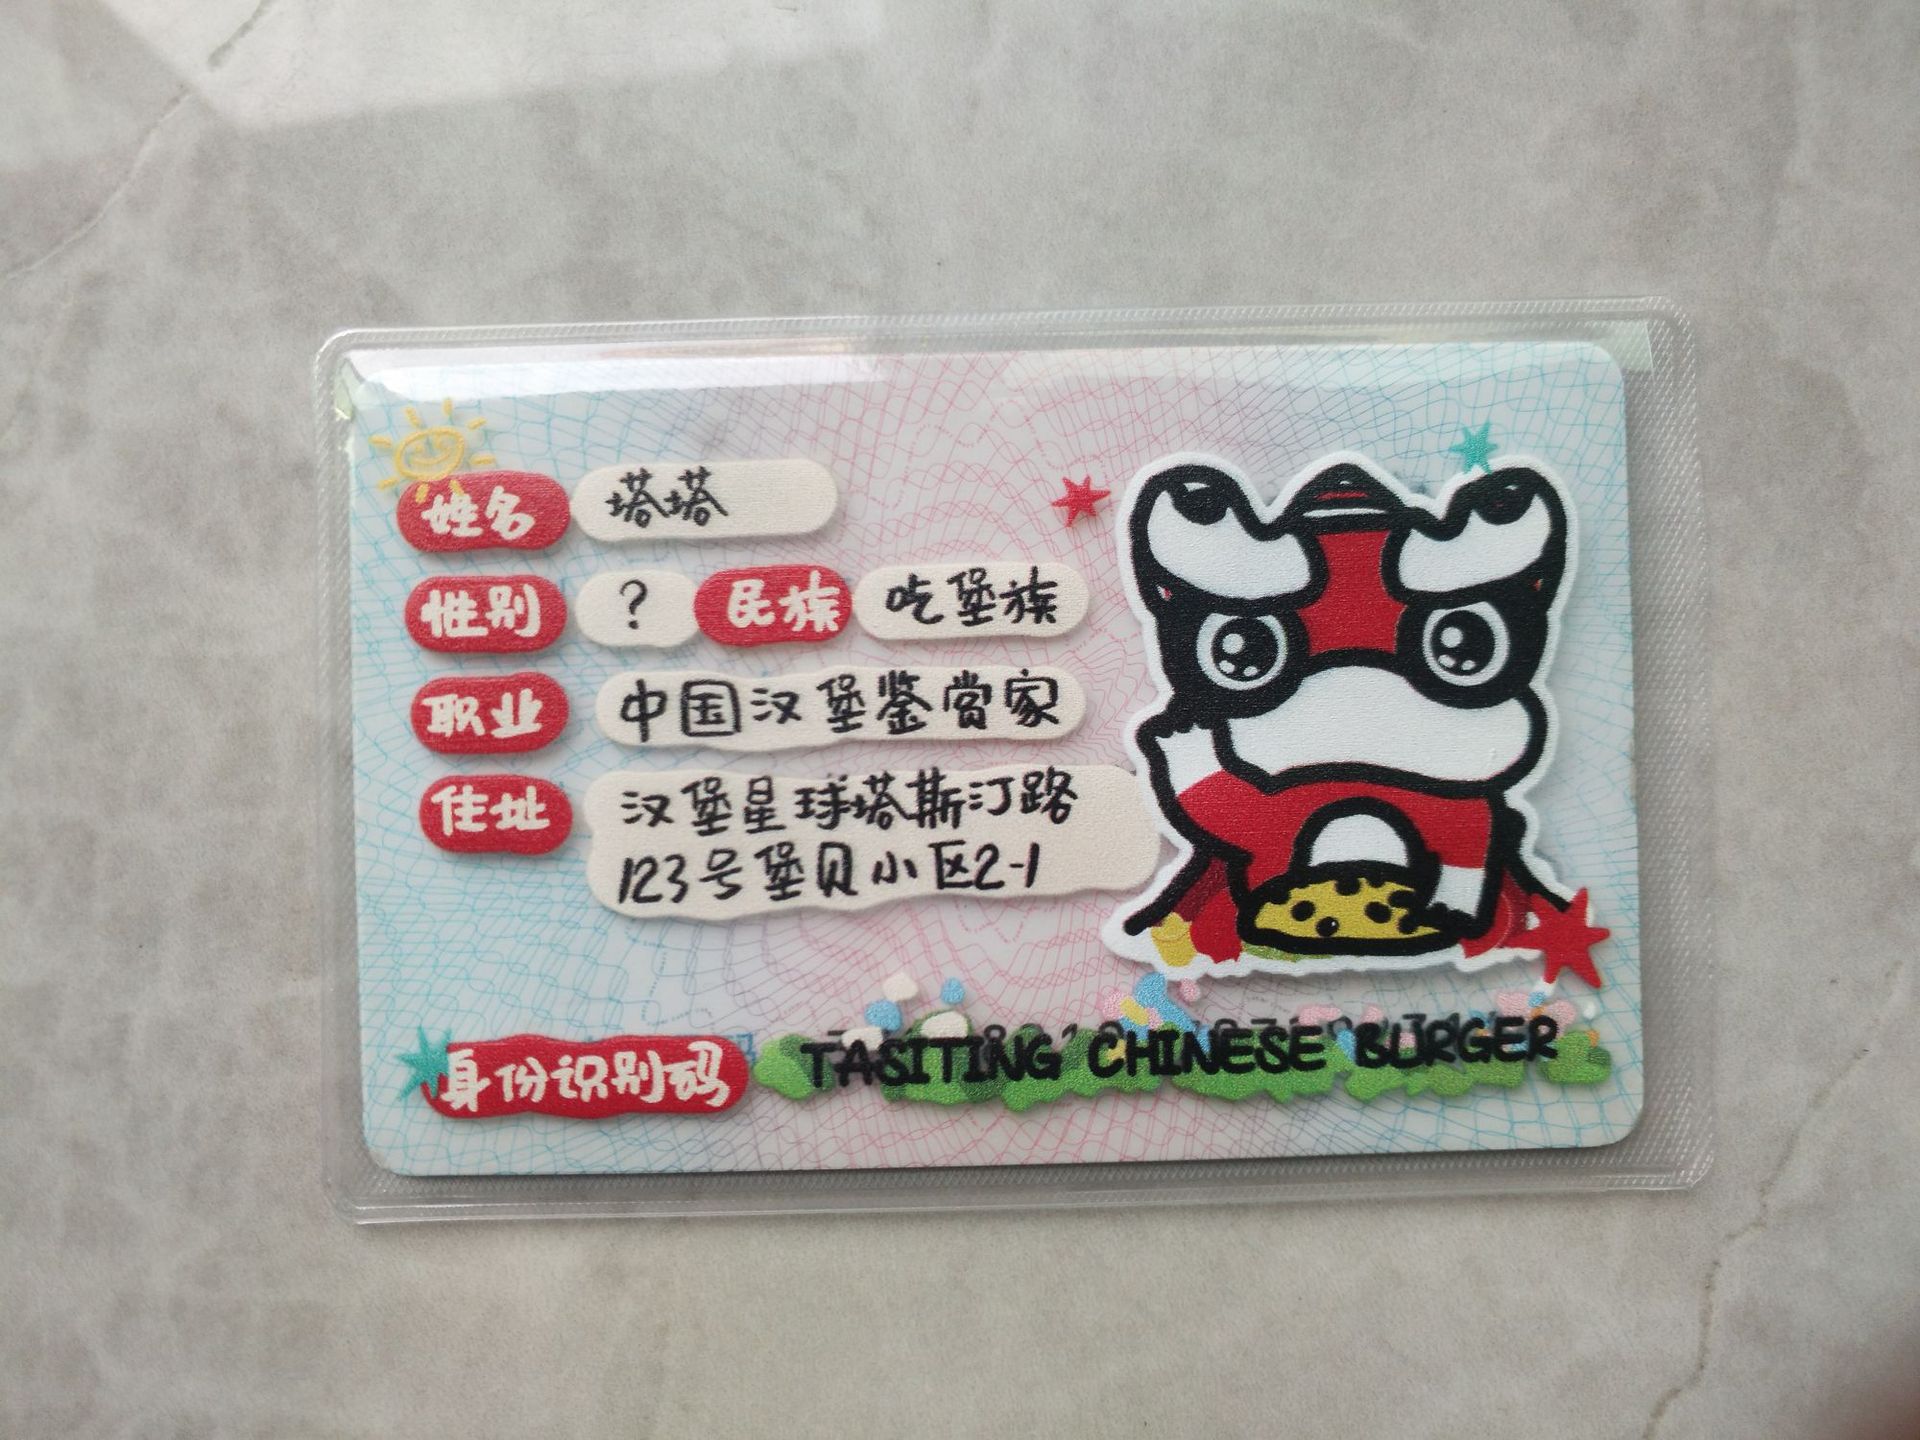 姓名 塔塔
性别 ? 民族 吃堡族
职业 中国汉堡鉴赏家
住址 汉堡星球塔斯汀路
123号堡贝小区2-1
身份识别码 TASITING CHINESE BURGER